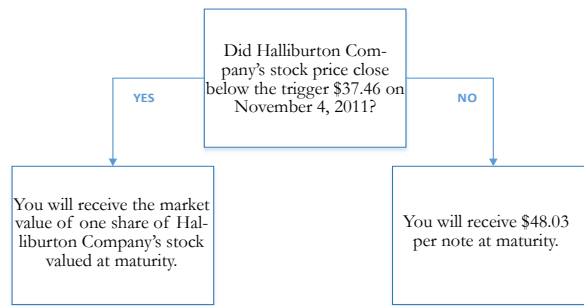 Did Halliburton Com-
pany's stock price close
below the trigger $37.46 on
November 4, 2011?
YES
NO
You will receive the market
value of one share of Hal-
liburton Company's stock
valued at maturity.
You will receive $48.03
per note at maturity.